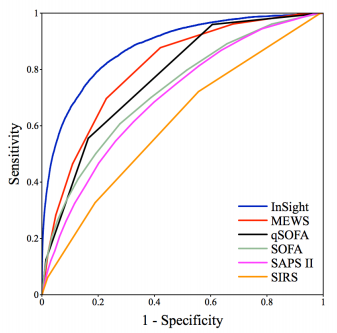 1
0.8
0.6
0.4
0.2
0
0
0.2
0.4
0.6
0.8
1
Sensitivity
1 - Specificity
InSight
MEWS
qSOFA
SOFA
SAPS II
SIRS